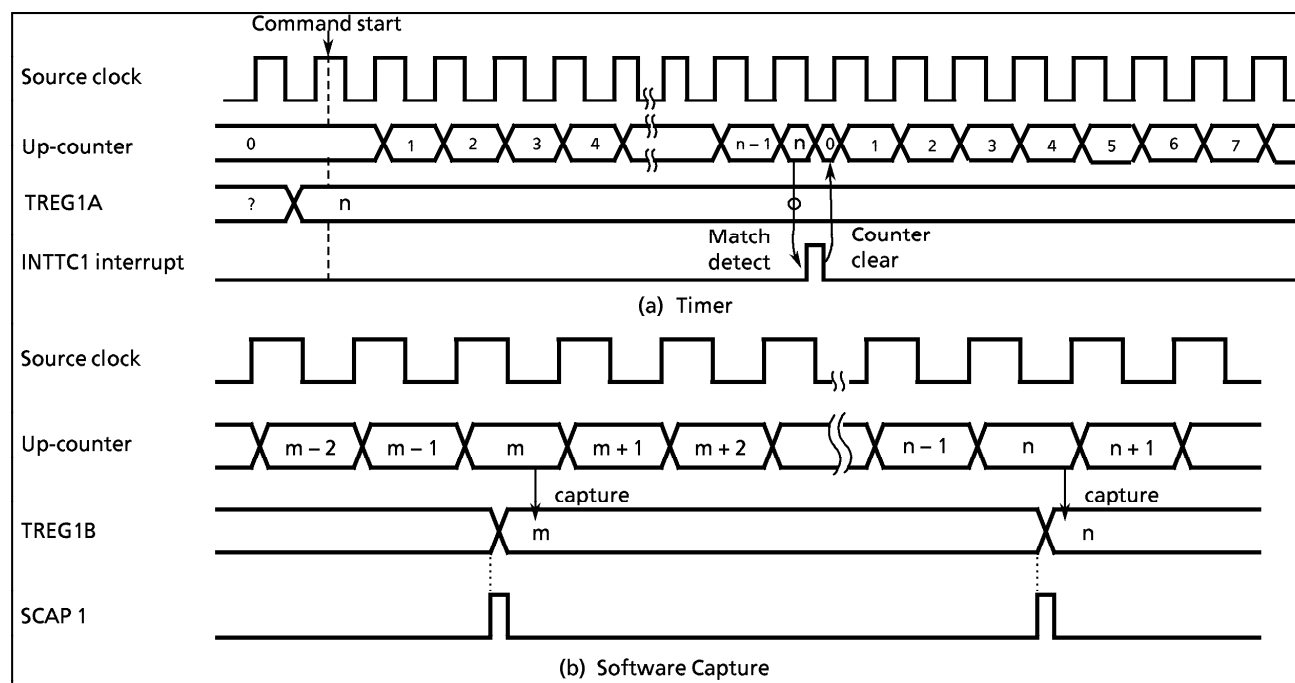 Command start
Source clock
Up-counter 0 1 2 3 4 n – 1 n 0 1 2 3 4 5 6 7
TREG1A ? n
Match detect
Counter clear
INTTC1 interrupt
(a) Timer
Source clock
Up-counter m – 2 m – 1 m m + 1 m + 2 n – 1 n n + 1
capture capture
TREG1B m n
SCAP 1
(b) Software Capture